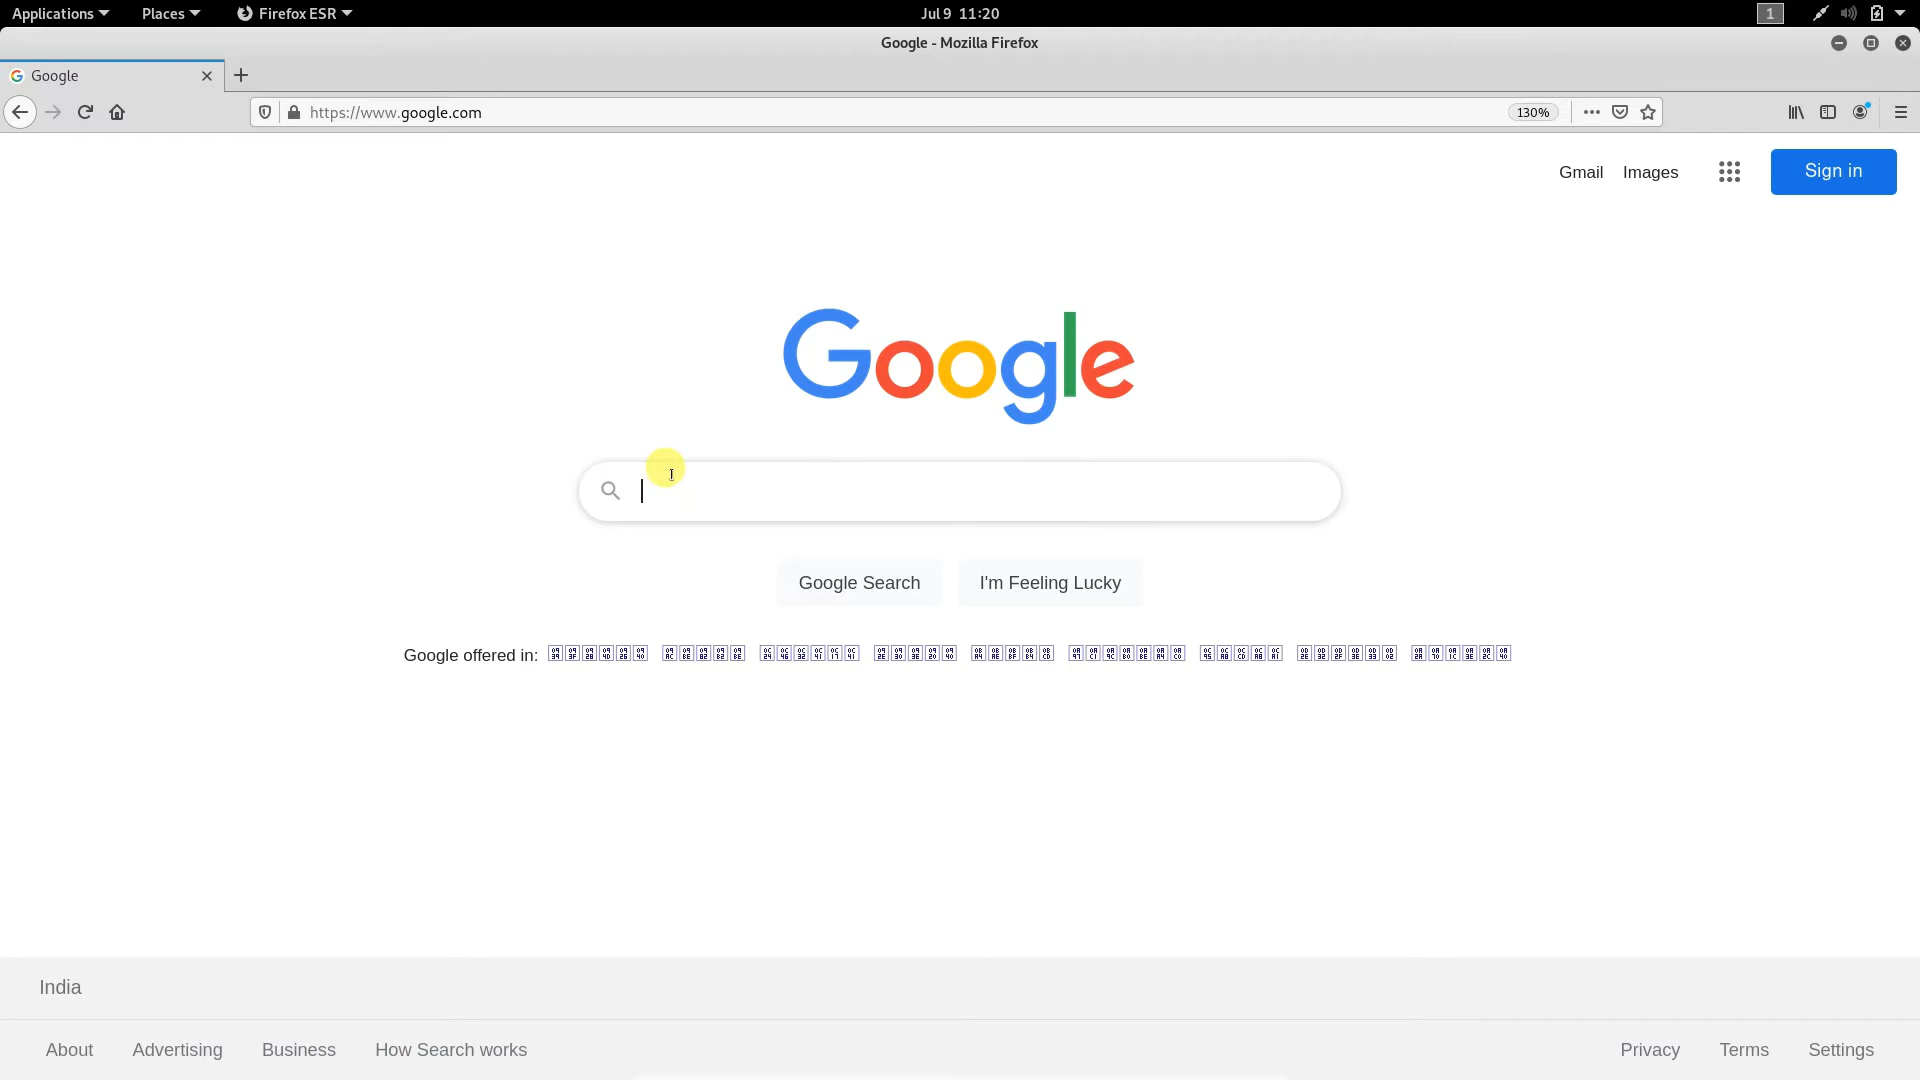 Applications Places Firefox ESR Jul 9 11:20 1
Google - Mozilla Firefox
Google
https://www.google.com 130%
Gmail Images Sign in
Google
Google Search I'm Feeling Lucky
Google offered in:
India
About Advertising Business How Search works Privacy Terms Settings